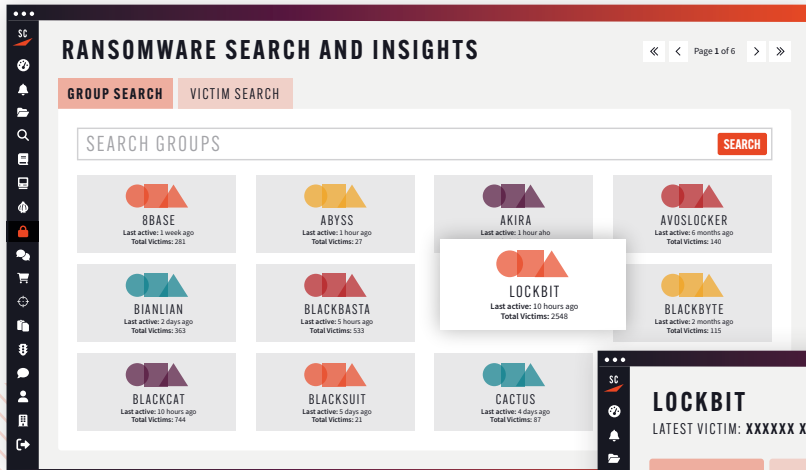 SC
RANSOMWARE SEARCH AND INSIGHTS
Page 1 of 6
GROUP SEARCH
VICTIM SEARCH
SEARCH GROUPS
SEARCH
8BASE
Last active: 1 week ago
Total Victims: 281
ABYSS
Last active: 1 hour ago
Total Victims: 27
AKIRA
Last active: 1 hour aho
AVOSLOCKER
Last active: 6 months ago
Total Victims: 140
BIANLIAN
Last active: 2 days ago
Total Victims: 363
BLACKBASTA
Last active: 5 hours ago
Total Victims: 533
LOCKBIT
Last active: 10 hours ago
Total Victims: 2548
BLACKBYTE
Last active: 2 months ago
Total Victims: 115
BLACKCAT
Last active: 10 hours ago
Total Victims: 744
BLACKSUIT
Last active: 5 days ago
Total Victims: 21
CACTUS
Last active: 4 days ago
Total Victims: 87
SC
LOCKBIT
LATEST VICTIM: XXXXXX X